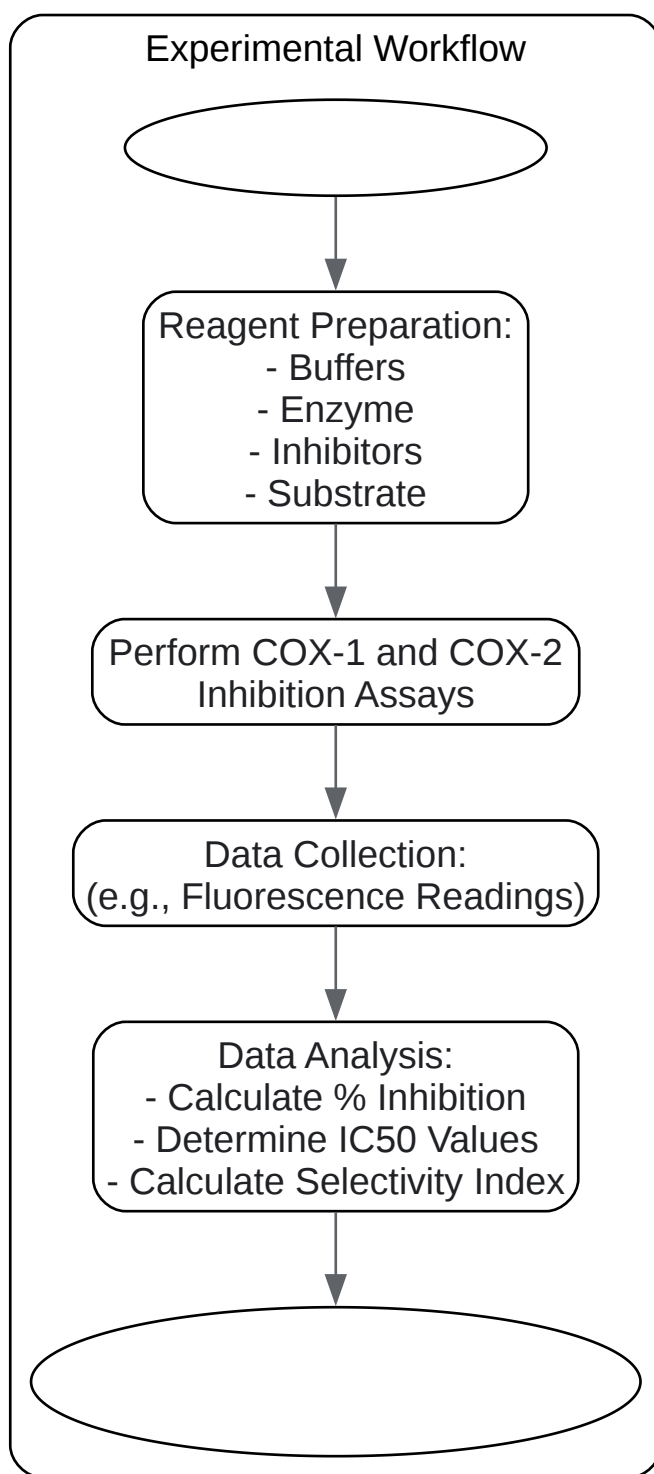 Experimental Workflow
Reagent Preparation:
- Buffers
- Enzyme
- Inhibitors
- Substrate
Perform COX-1 and COX-2
Inhibition Assays
Data Collection:
(e.g., Fluorescence Readings)
Data Analysis:
- Calculate % Inhibition
- Determine IC50 Values
- Calculate Selectivity Index